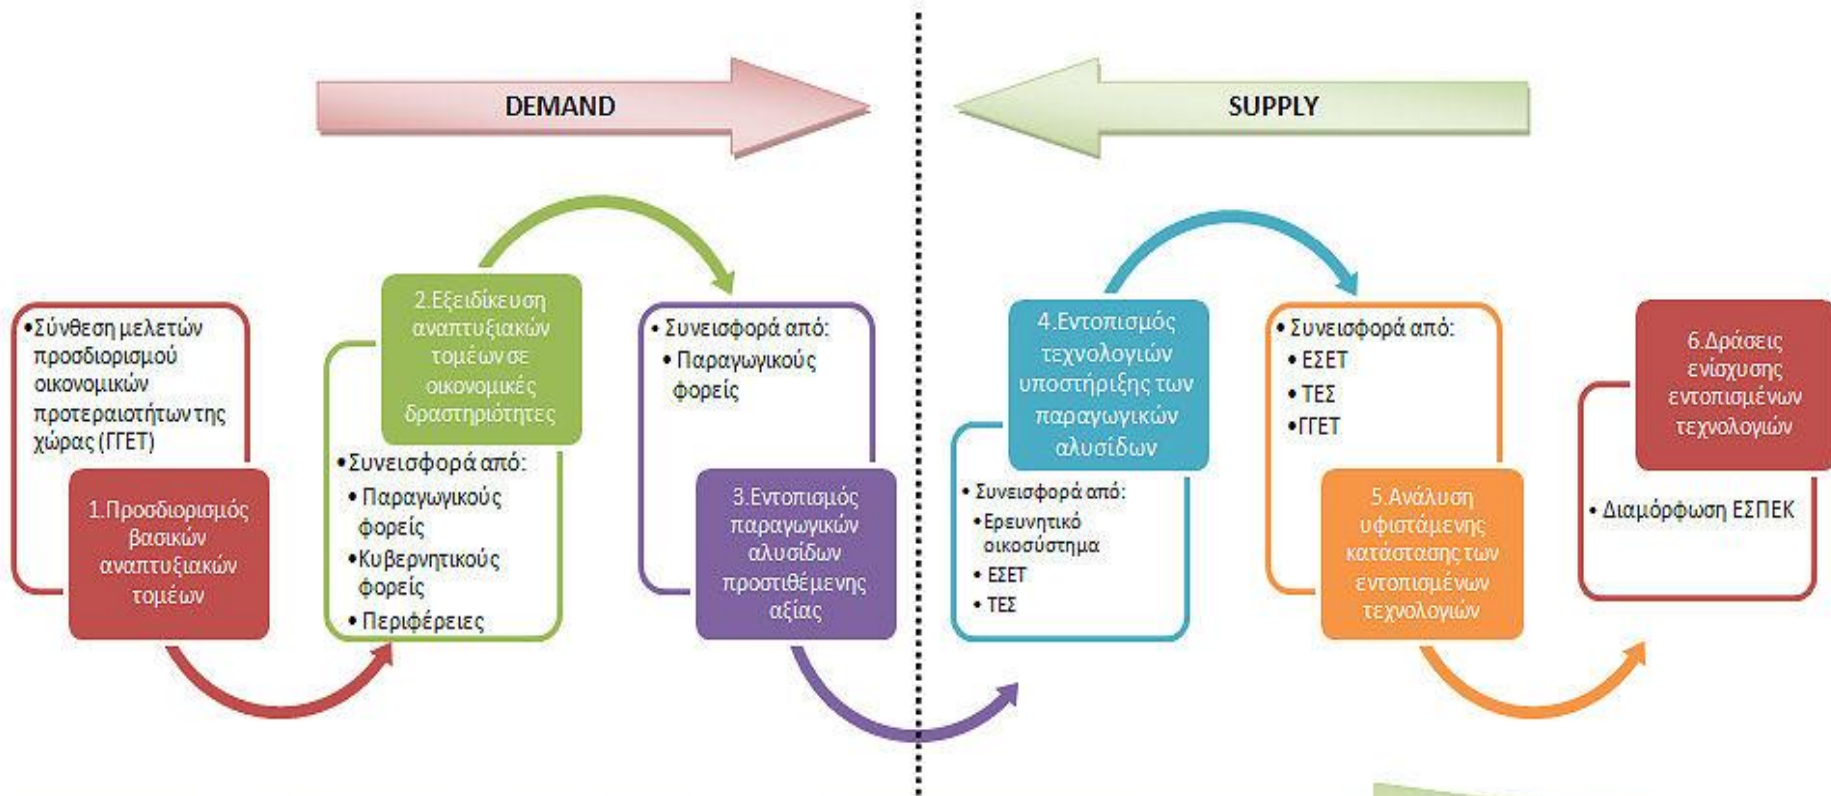 DEMAND
SUPPLY
•Σύνθεση μελετών
προσδιορισμού
οικονομικών
προτεραιοτήτων της
χώρας (ΓΓΕΤ)
1.Προσδιορισμός
βασικών
αναπτυξιακών
τομέων
2.Εξειδίκευση
αναπτυξιακών
τομέων σε
οικονομικές
δραστηριότητες
•Συνεισφορά από:
• Παραγωγικούς
φορείς
•Κυβερνητικούς
φορείς
• Περιφέρειες
• Συνεισφορά από:
• Παραγωγικούς
φορείς
3.Εντοπισμός
παραγωγικών
αλυσίδων
προστιθέμενης
αξίας
4.Εντοπισμός
τεχνολογιών
υποστήριξης των
παραγωγικών
αλυσίδων
• Συνεισφορά από:
•Ερευνητικό
οικοσύστημα
• ΕΣΕΤ
• ΤΕΣ
• Συνεισφορά από:
• ΕΣΕΤ
• ΤΕΣ
•ΓΓΕΤ
5.Ανάλυση
υφιστάμενης
κατάστασης των
εντοπισμένων
τεχνολογιών
6.Δράσεις
ενίσχυσης
εντοπισμένων
τεχνολογιών
• Διαμόρφωση ΕΣΠΕΚ